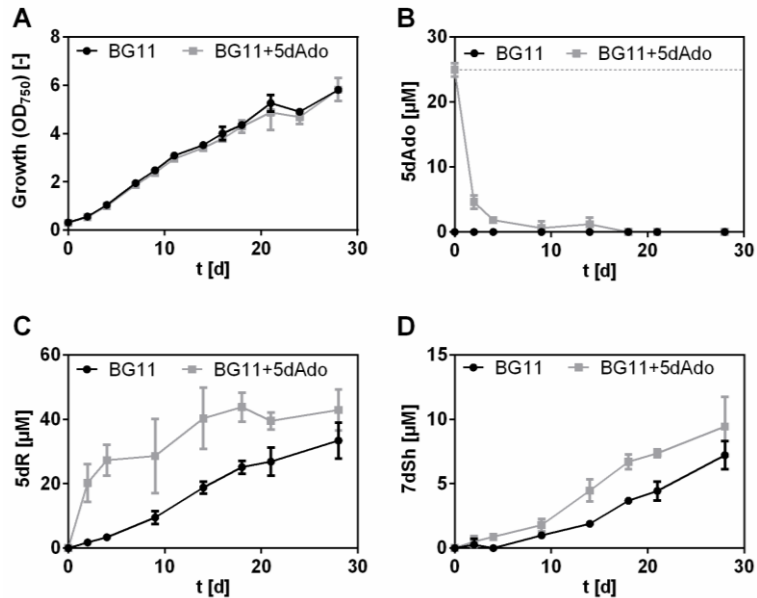 A
BG11 BG11+5dAdo
Growth (OD750) [-]
8
6
4
2
0
0 10 20 30
t [d]
B
BG11 BG11+5dAdo
5dAdo [µM]
30
20
10
0
0 10 20 30
t [d]
C
BG11 BG11+5dAdo
5dR [µM]
60
40
20
0
0 10 20 30
t [d]
D
BG11 BG11+5dAdo
7dSh [µM]
15
10
5
0
0 10 20 30
t [d]